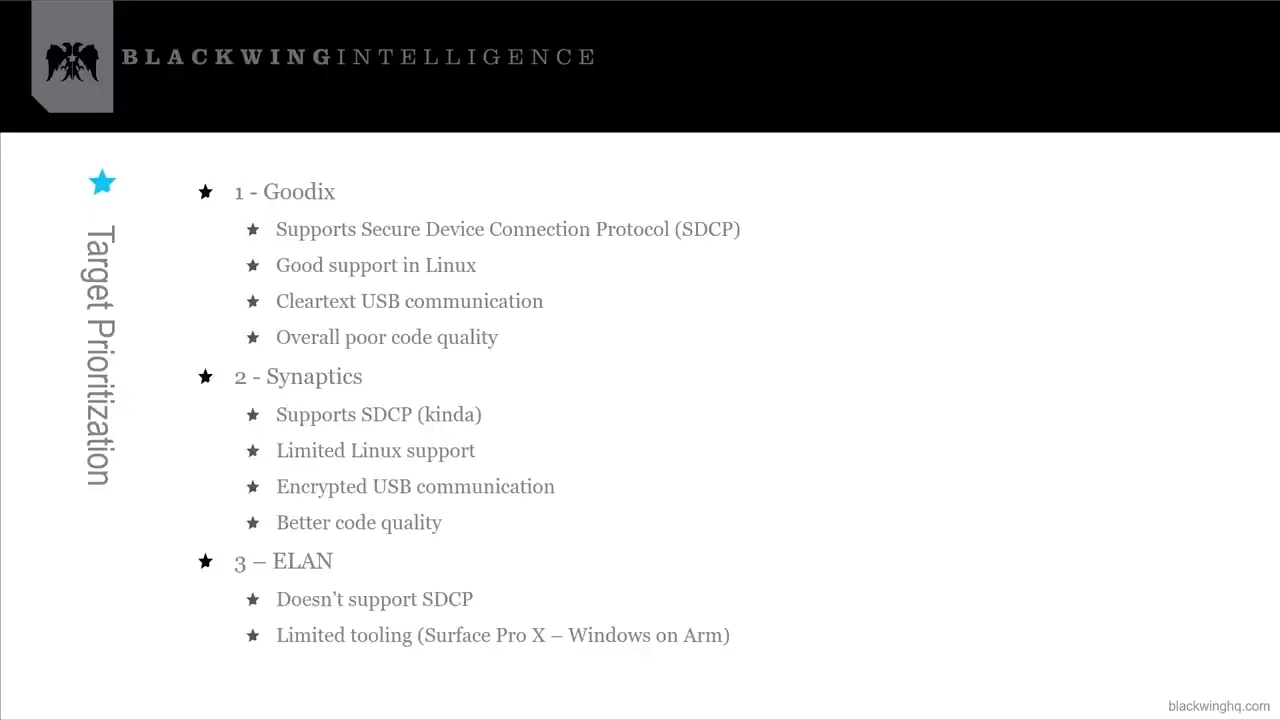 BLACKWINGINTELLIGENCE
Target Prioritization
1 - Goodix
Supports Secure Device Connection Protocol (SDCP)
Good support in Linux
Cleartext USB communication
Overall poor code quality
2 - Synaptics
Supports SDCP (kinda)
Limited Linux support
Encrypted USB communication
Better code quality
3 – ELAN
Doesn’t support SDCP
Limited tooling (Surface Pro X – Windows on Arm)
blackwinghq.com